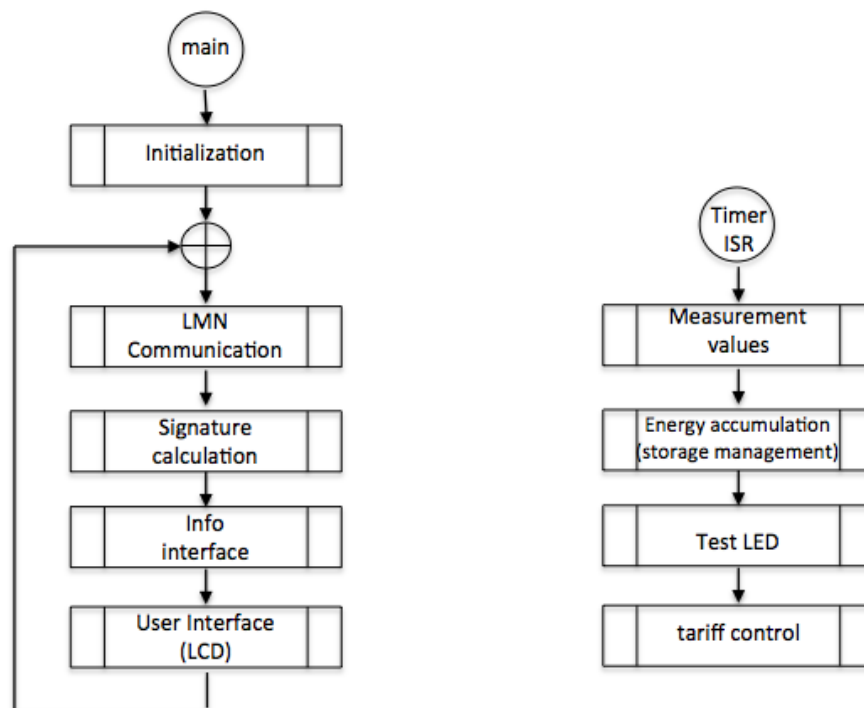 main
Initialization
LMN
Communication
Signature
calculation
Info
interface
User Interface
(LCD)
Timer
ISR
Measurement
values
Energy accumulation
(storage management)
Test LED
tariff control